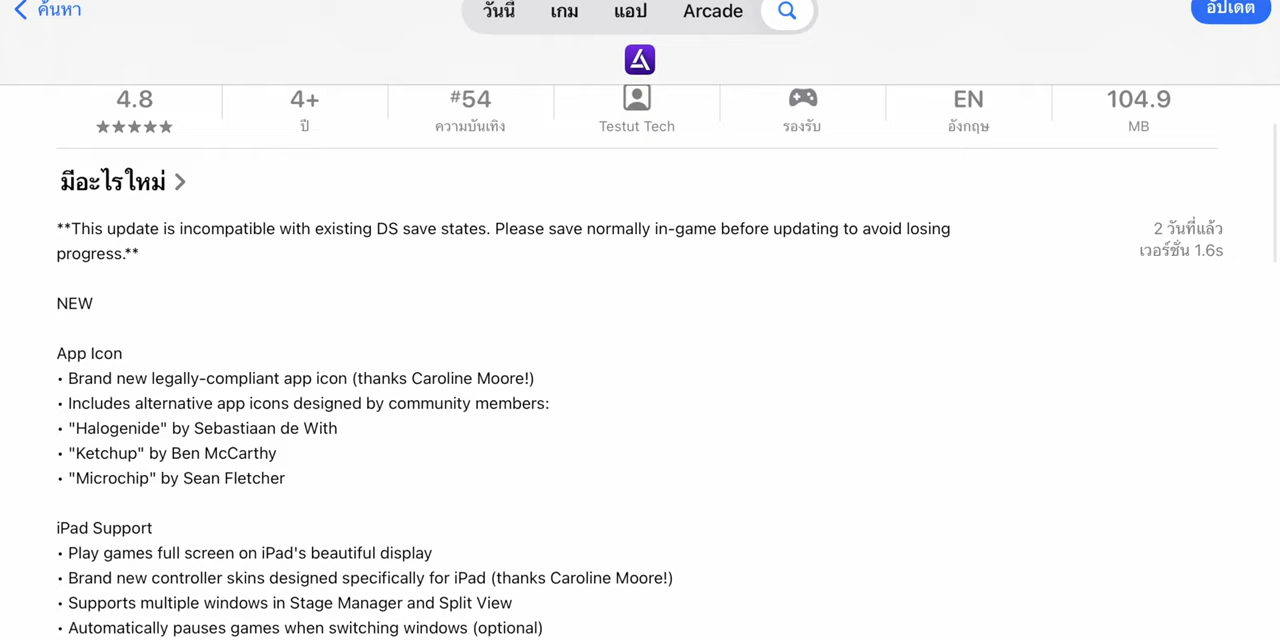 ค้นหา
วันนี้ เกม แอป Arcade
อัปเดต
4.8 4+ #54 EN 104.9
★★★★★ ปี ความบันเทิง Testut Tech รองรับ อังกฤษ MB
มีอะไรใหม่
**This update is incompatible with existing DS save states. Please save normally in-game before updating to avoid losing
progress.**
2 วันที่แล้ว
เวอร์ชั่น 1.6s
NEW
App Icon
• Brand new legally-compliant app icon (thanks Caroline Moore!)
• Includes alternative app icons designed by community members:
• "Halogenide" by Sebastiaan de With
• "Ketchup" by Ben McCarthy
• "Microchip" by Sean Fletcher
iPad Support
• Play games full screen on iPad's beautiful display
• Brand new controller skins designed specifically for iPad (thanks Caroline Moore!)
• Supports multiple windows in Stage Manager and Split View
• Automatically pauses games when switching windows (optional)